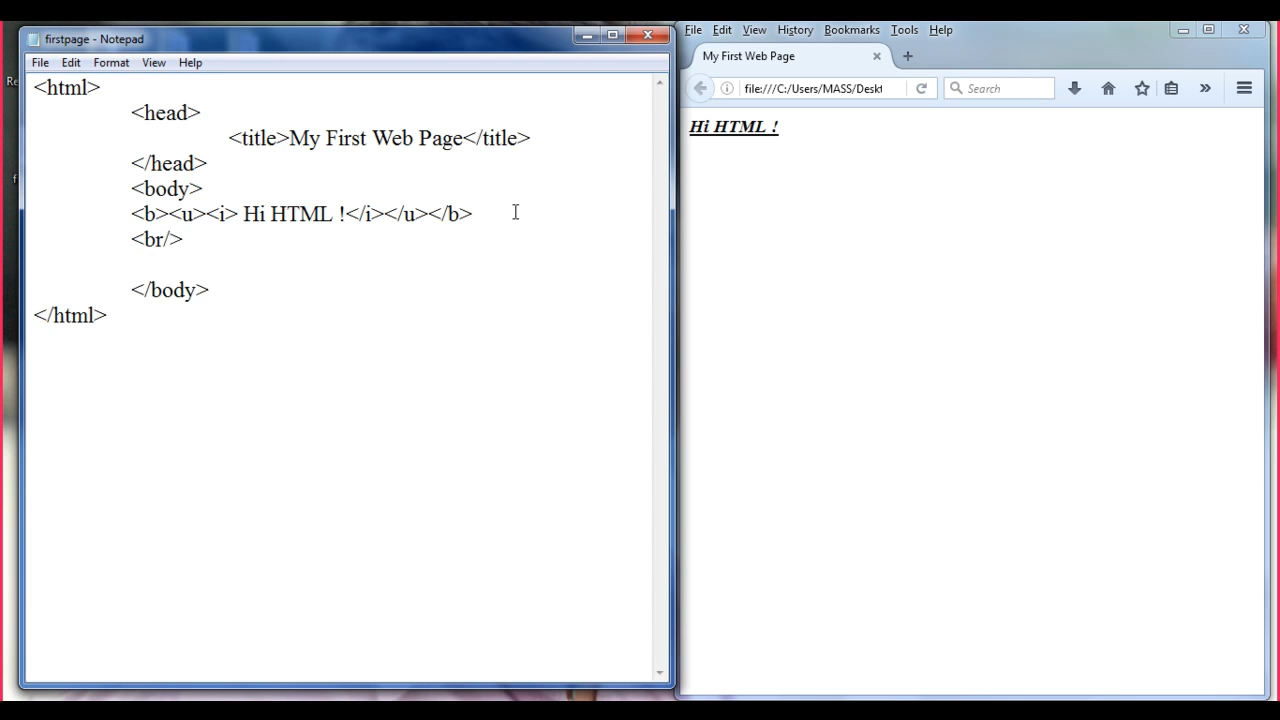 firstpage - Notepad
File Edit Format View Help
<html>
<head>
<title>My First Web Page</title>
</head>
<body>
<b><u><i> Hi HTML !</i></u></b>
<br/>
</body>
</html>
File Edit View History Bookmarks Tools Help
My First Web Page
file:///C:/Users/MASS/Deskt
Search
Hi HTML !